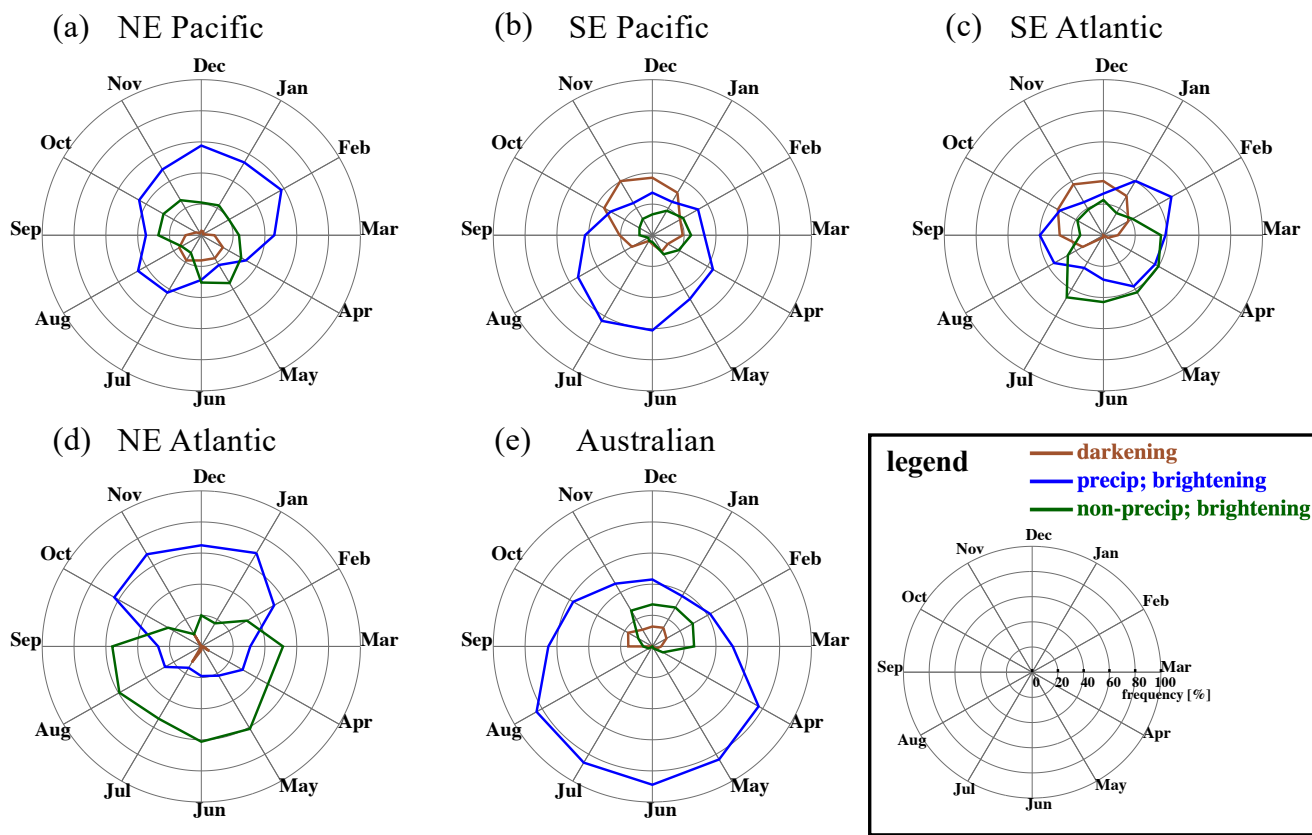 (a) NE Pacific
Dec
Jan
Feb
Mar
Apr
May
Jun
Jul
Aug
Sep
Oct
Nov
(b) SE Pacific
Dec
Jan
Feb
Mar
Apr
May
Jun
Jul
Aug
Sep
Oct
Nov
(c) SE Atlantic
Dec
Jan
Feb
Mar
Apr
May
Jun
Jul
Aug
Sep
Oct
Nov
(d) NE Atlantic
Dec
Jan
Feb
Mar
Apr
May
Jun
Jul
Aug
Sep
Oct
Nov
(e) Australian
Dec
Jan
Feb
Mar
Apr
May
Jun
Jul
Aug
Sep
Oct
Nov
legend
darkening
precip; brightening
non-precip; brightening
Dec
Jan
Feb
Mar
Apr
May
Jun
Jul
Aug
Sep
Oct
Nov
0 20 40 60 80 100
frequency [%]